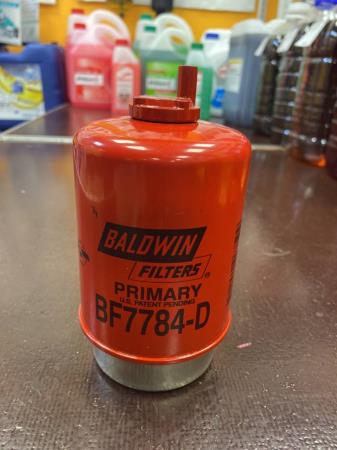 BALDWIN
FILTERS®
PRIMARY
U.S. PATENT PENDING
BF7784-D